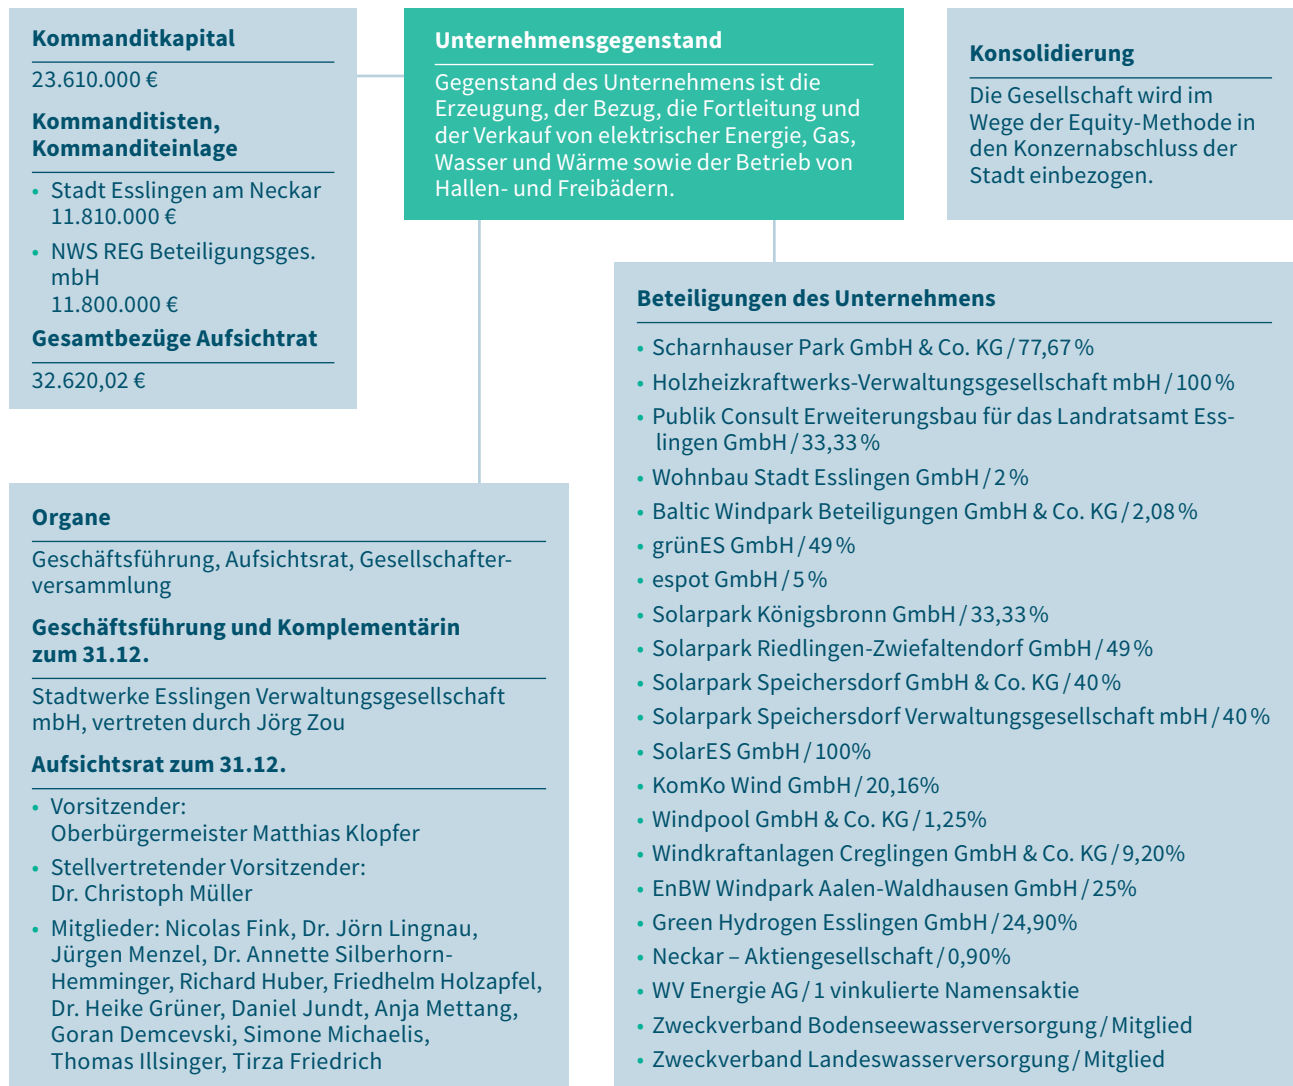 Kommanditkapital
23.610.000 €
Kommanditisten,
Kommanditeinlage
• Stadt Esslingen am Neckar
11.810.000 €
• NWS REG Beteiligungsges.
mbH
11.800.000 €
Gesamtbezüge Aufsichtrat
32.620,02 €
Unternehmensgegenstand
Gegenstand des Unternehmens ist die
Erzeugung, der Bezug, die Fortleitung und
der Verkauf von elektrischer Energie, Gas,
Wasser und Wärme sowie der Betrieb von
Hallen- und Freibädern.
Konsolidierung
Die Gesellschaft wird im
Wege der Equity-Methode in
den Konzernabschluss der
Stadt einbezogen.
Organe
Geschäftsführung, Aufsichtsrat, Gesellschafter-
versammlung
Geschäftsführung und Komplementärin
zum 31.12.
Stadtwerke Esslingen Verwaltungsgesellschaft
mbH, vertreten durch Jörg Zou
Aufsichtsrat zum 31.12.
• Vorsitzender:
Oberbürgermeister Matthias Klopfer
• Stellvertretender Vorsitzender:
Dr. Christoph Müller
• Mitglieder: Nicolas Fink, Dr. Jörn Lingnau,
Jürgen Menzel, Dr. Annette Silberhorn-
Hemminger, Richard Huber, Friedhelm Holzapfel,
Dr. Heike Grüner, Daniel Jundt, Anja Mettang,
Goran Demcevski, Simone Michaelis,
Thomas Illsinger, Tirza Friedrich
Beteiligungen des Unternehmens
• Scharnhauser Park GmbH & Co. KG / 77,67 %
• Holzheizkraftwerks-Verwaltungsgesellschaft mbH / 100 %
• Publik Consult Erweiterungsbau für das Landratsamt Ess-
lingen GmbH / 33,33 %
• Wohnbau Stadt Esslingen GmbH / 2 %
• Baltic Windpark Beteiligungen GmbH & Co. KG / 2,08 %
• grünES GmbH / 49 %
• espot GmbH / 5 %
• Solarpark Königsbronn GmbH / 33,33 %
• Solarpark Riedlingen-Zwiefaltendorf GmbH / 49 %
• Solarpark Speichersdorf GmbH & Co. KG / 40 %
• Solarpark Speichersdorf Verwaltungsgesellschaft mbH / 40 %
• SolarES GmbH / 100%
• KomKo Wind GmbH / 20,16%
• Windpool GmbH & Co. KG / 1,25%
• Windkraftanlagen Creglingen GmbH & Co. KG / 9,20%
• EnBW Windpark Aalen-Waldhausen GmbH / 25%
• Green Hydrogen Esslingen GmbH / 24,90%
• Neckar – Aktiengesellschaft / 0,90%
• WV Energie AG / 1 vinkulierte Namensaktie
• Zweckverband Bodenseewasserversorgung / Mitglied
• Zweckverband Landeswasserversorgung / Mitglied